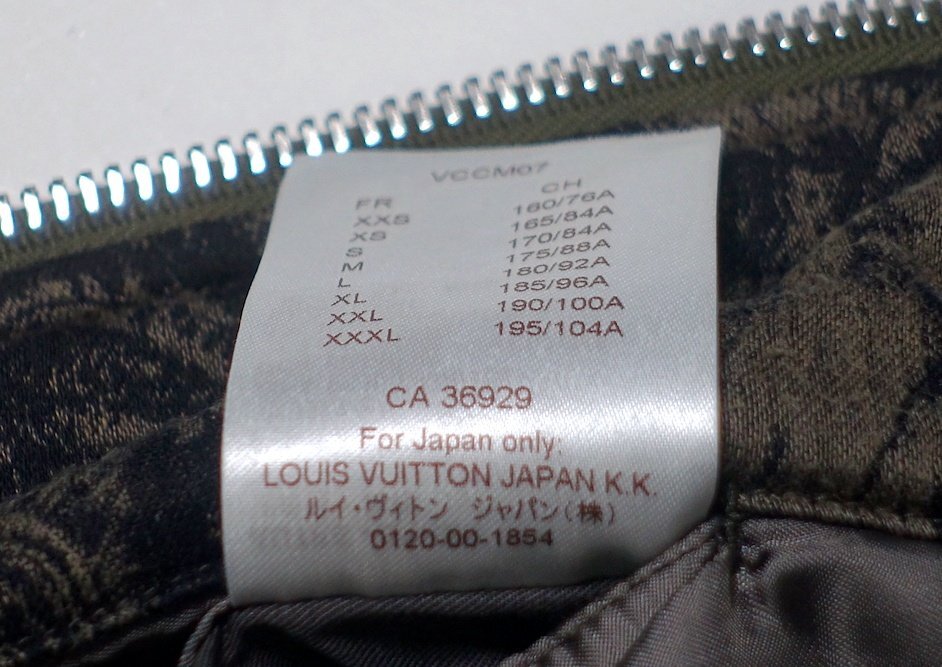 VCCM07
FR CH
XXS 160/76A
XS 165/84A
S 170/84A
M 175/88A
L 180/92A
XL 185/96A
XXL 190/100A
XXXL 195/104A
CA 36929
For Japan only:
LOUIS VUITTON JAPAN K.K.
ルイ・ヴィトン ジャパン(株)
0120-00-1854